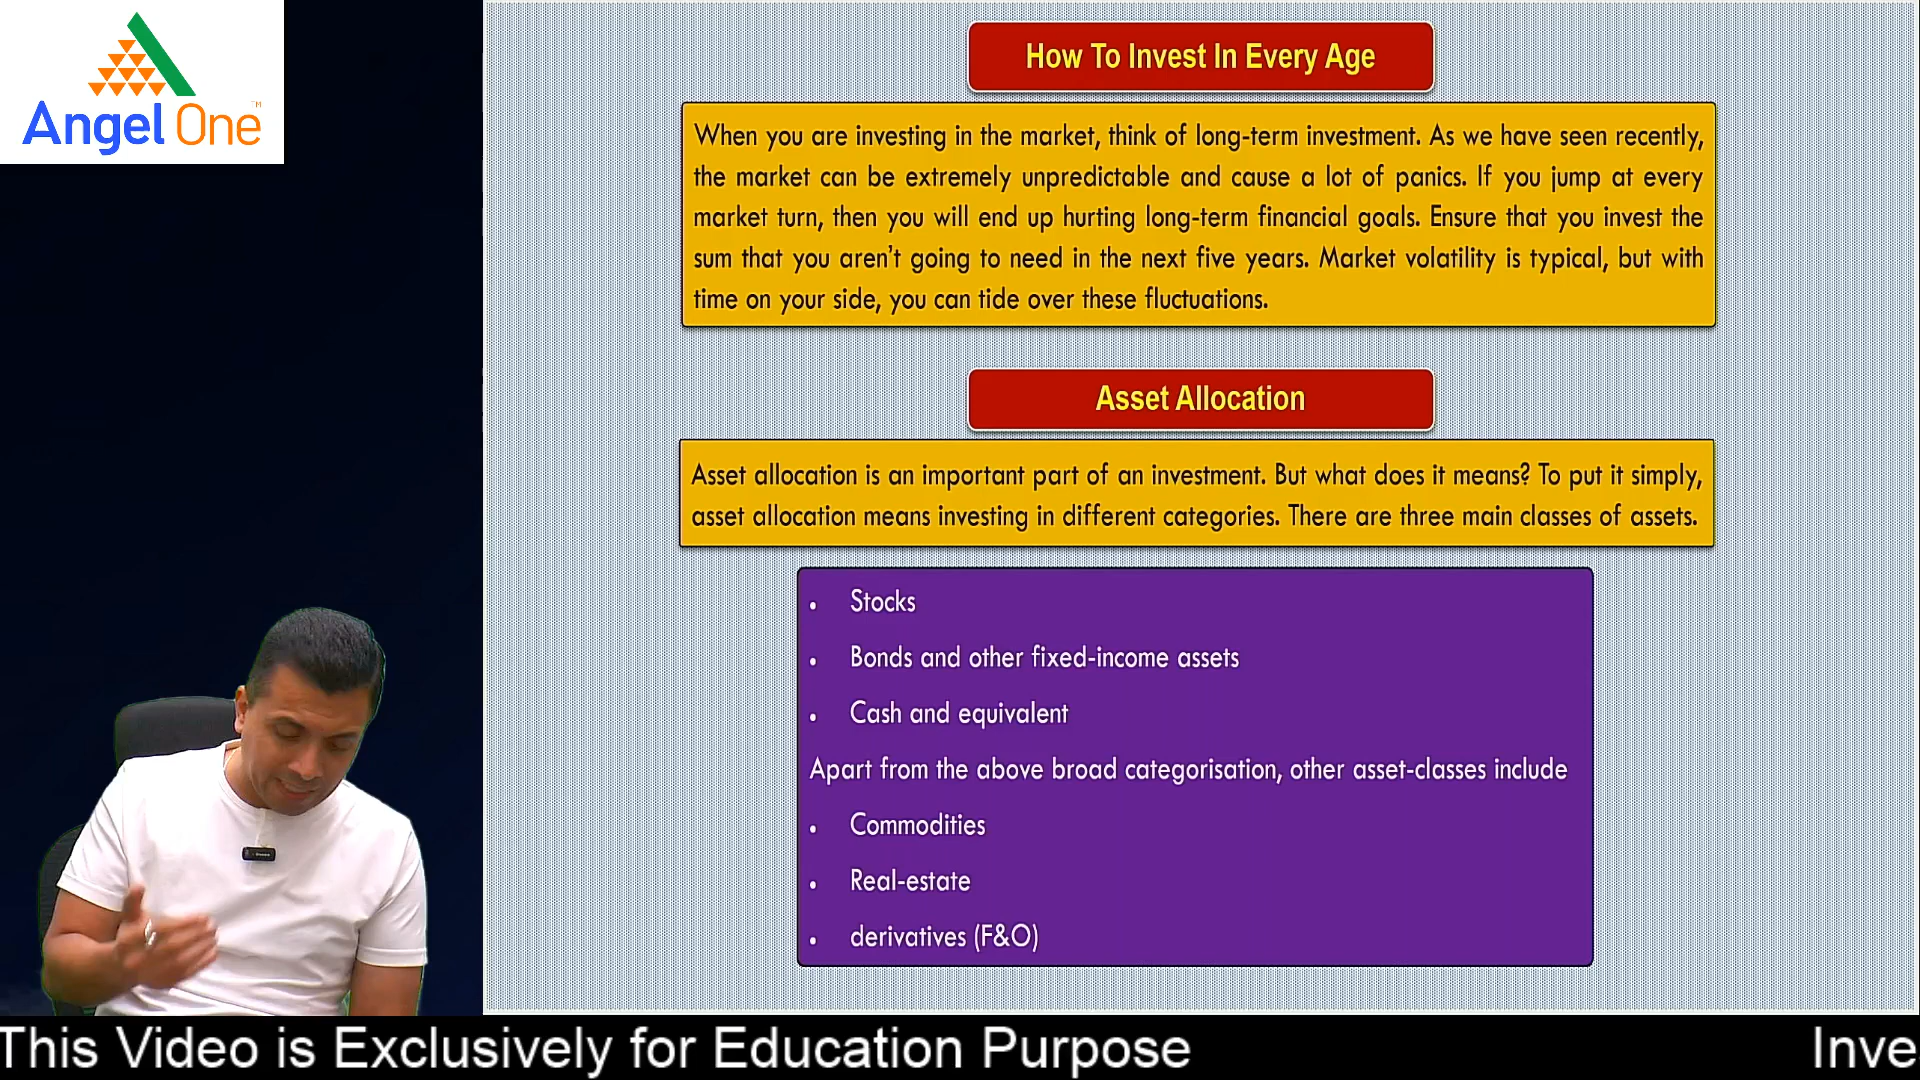 Angel One
TM
How To Invest In Every Age
When you are investing in the market, think of long-term investment. As we have seen recently,
the market can be extremely unpredictable and cause a lot of panics. If you jump at every
market turn, then you will end up hurting long-term financial goals. Ensure that you invest the
sum that you aren't going to need in the next five years. Market volatility is typical, but with
time on your side, you can tide over these fluctuations.
Asset Allocation
Asset allocation is an important part of an investment. But what does it means? To put it simply,
asset allocation means investing in different categories. There are three main classes of assets.
• Stocks
• Bonds and other fixed-income assets
• Cash and equivalent
Apart from the above broad categorisation, other asset-classes include
• Commodities
• Real-estate
• derivatives (F&O)
This Video is Exclusively for Education Purpose Inve